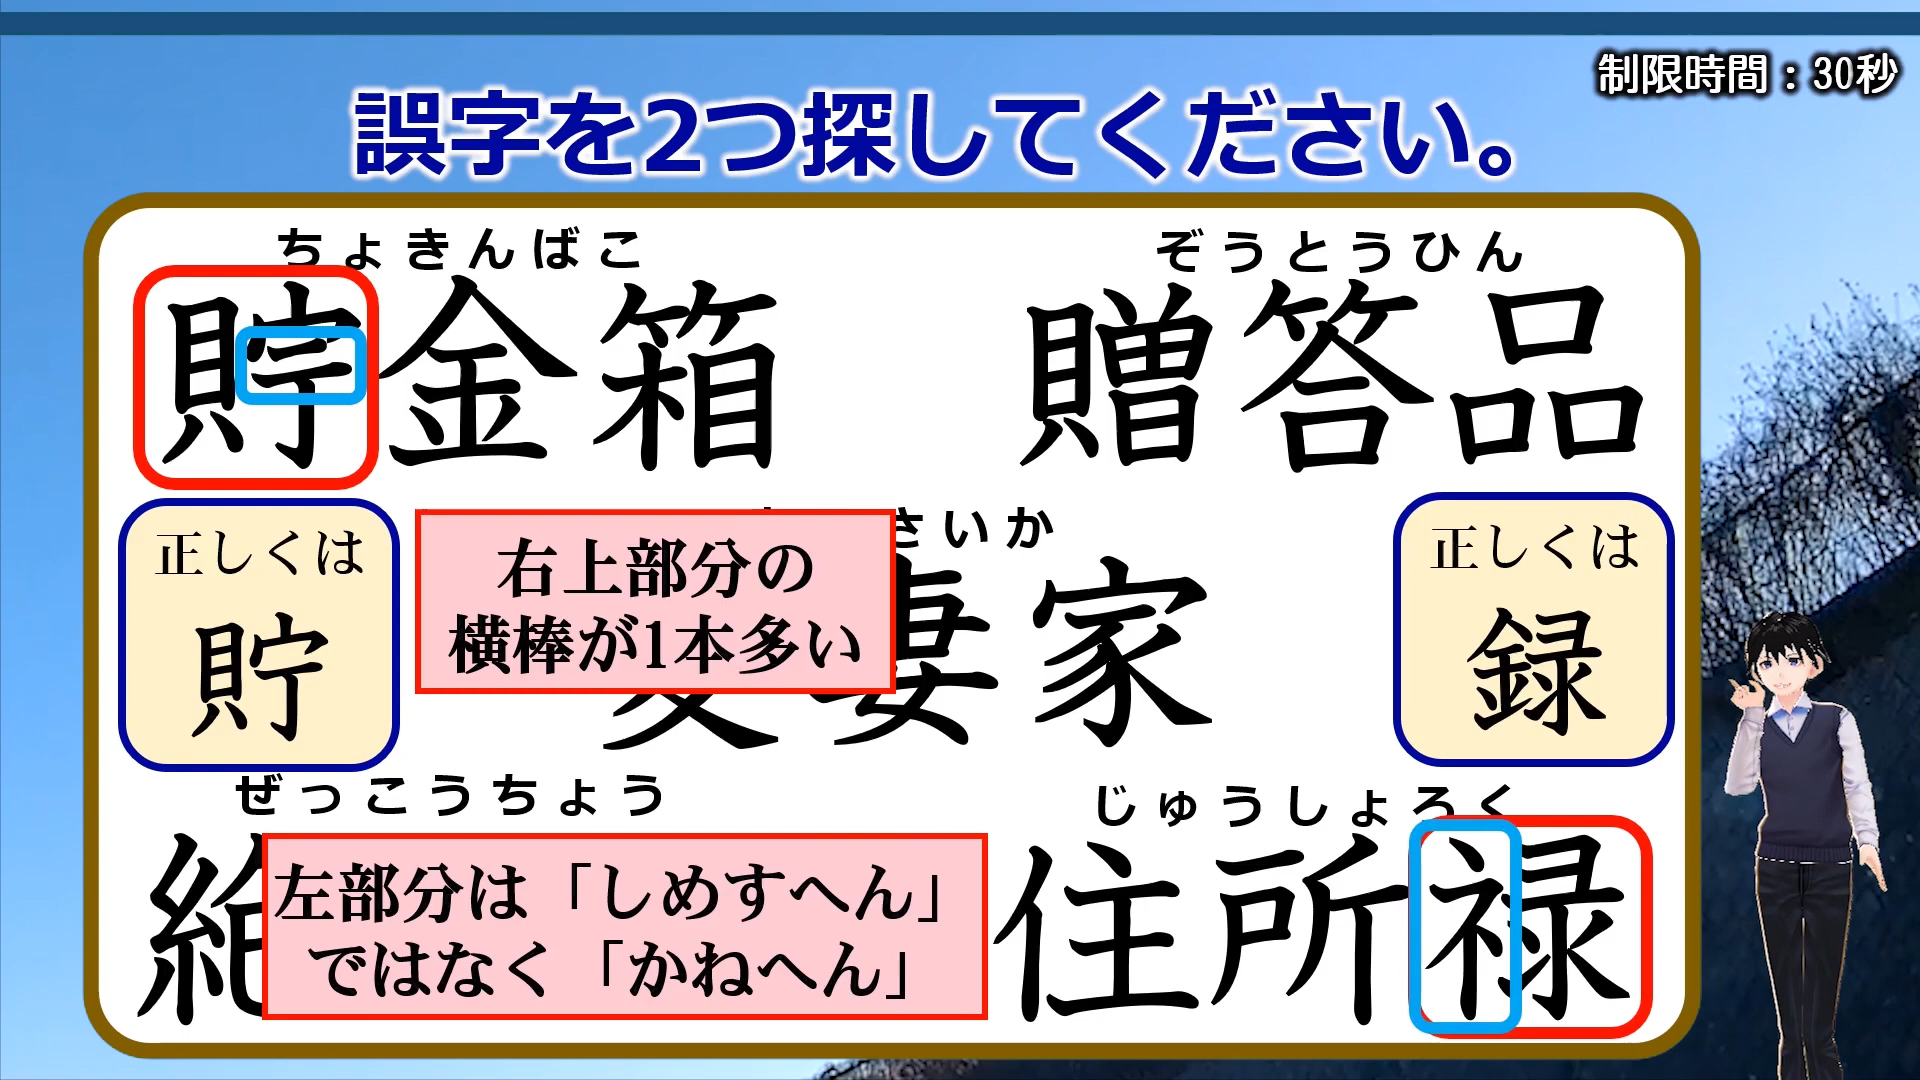 制限時間：30秒
誤字を2つ探してください。
ちょきんばこ
貯金箱
ぞうとうひん
贈答品
正しくは
貯
右上部分の
横棒が1本多い
さいか
妻家
正しくは
録
ぜっこうちょう
左部分は「しめすへん」
ではなく「かねへん」
じゅうしょろく
住所禄